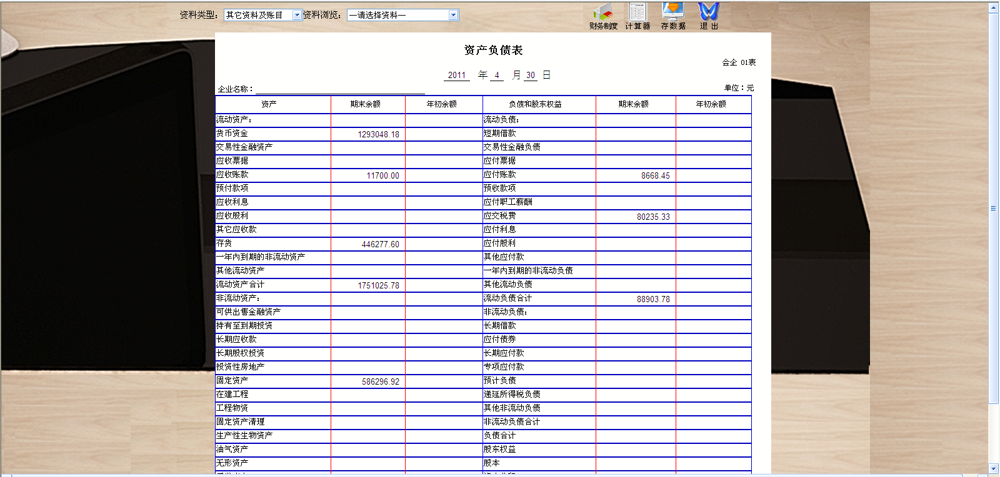 资料类型： 其它资料及账目 资料浏览： —请选择资料—
财务制度 计算器 存数据 退 出
资产负债表
会企 01表
2011 年 4 月 30 日
企业名称： 单位：元
资产 期末余额 年初余额 负债和股东权益 期末余额 年初余额
流动资产： 流动负债：
货币资金 1293048.18 短期借款
交易性金融资产 交易性金融负债
应收票据 应付票据
应收账款 11700.00 应付账款 8668.45
预付款项 预收款项
应收利息 应付职工薪酬
应收股利 应交税费 80235.33
其它应收款 应付利息
存货 446277.60 应付股利
一年内到期的非流动资产 其他应付款
其他流动资产 一年内到期的非流动负债
流动资产合计 1751025.78 其他流动负债
非流动资产： 流动负债合计 88903.78
可供出售金融资产 非流动负债：
持有至到期投资 长期借款
长期应收款 应付债券
长期股权投资 长期应付款
投资性房地产 专项应付款
固定资产 586296.92 预计负债
在建工程 递延所得税负债
工程物资 其他非流动负债
固定资产清理 非流动负债合计
生产性生物资产 负债合计
油气资产 股东权益
无形资产 股本